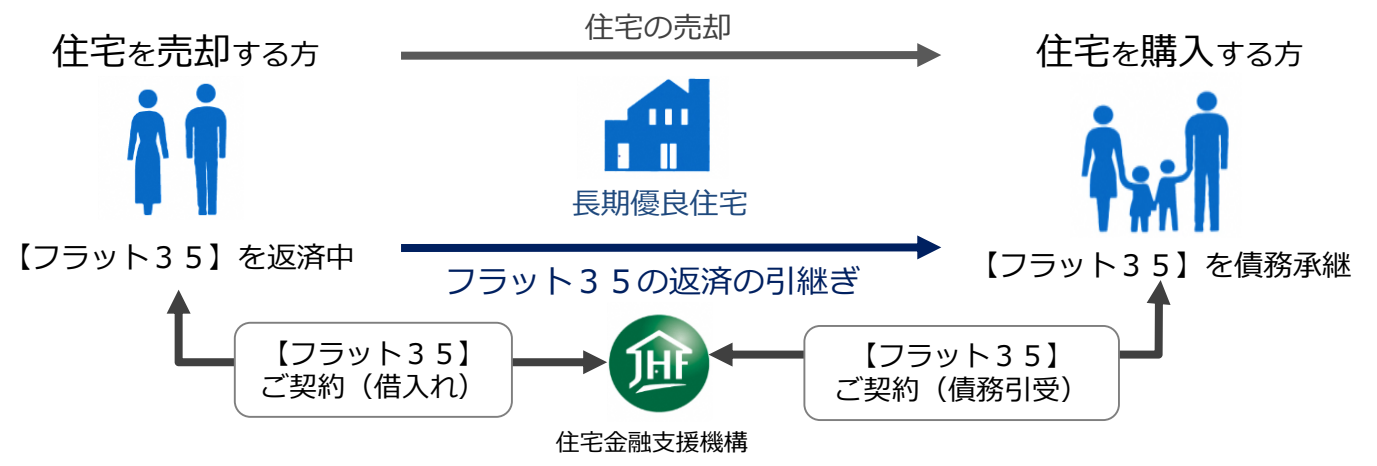 住宅の売却
住宅を売却する方
住宅を購入する方
長期優良住宅
【フラット３５】を返済中
フラット３５の返済の引継ぎ
【フラット３５】を債務承継
【フラット３５】
ご契約（借入れ）
JHF
【フラット３５】
ご契約（債務引受）
住宅金融支援機構